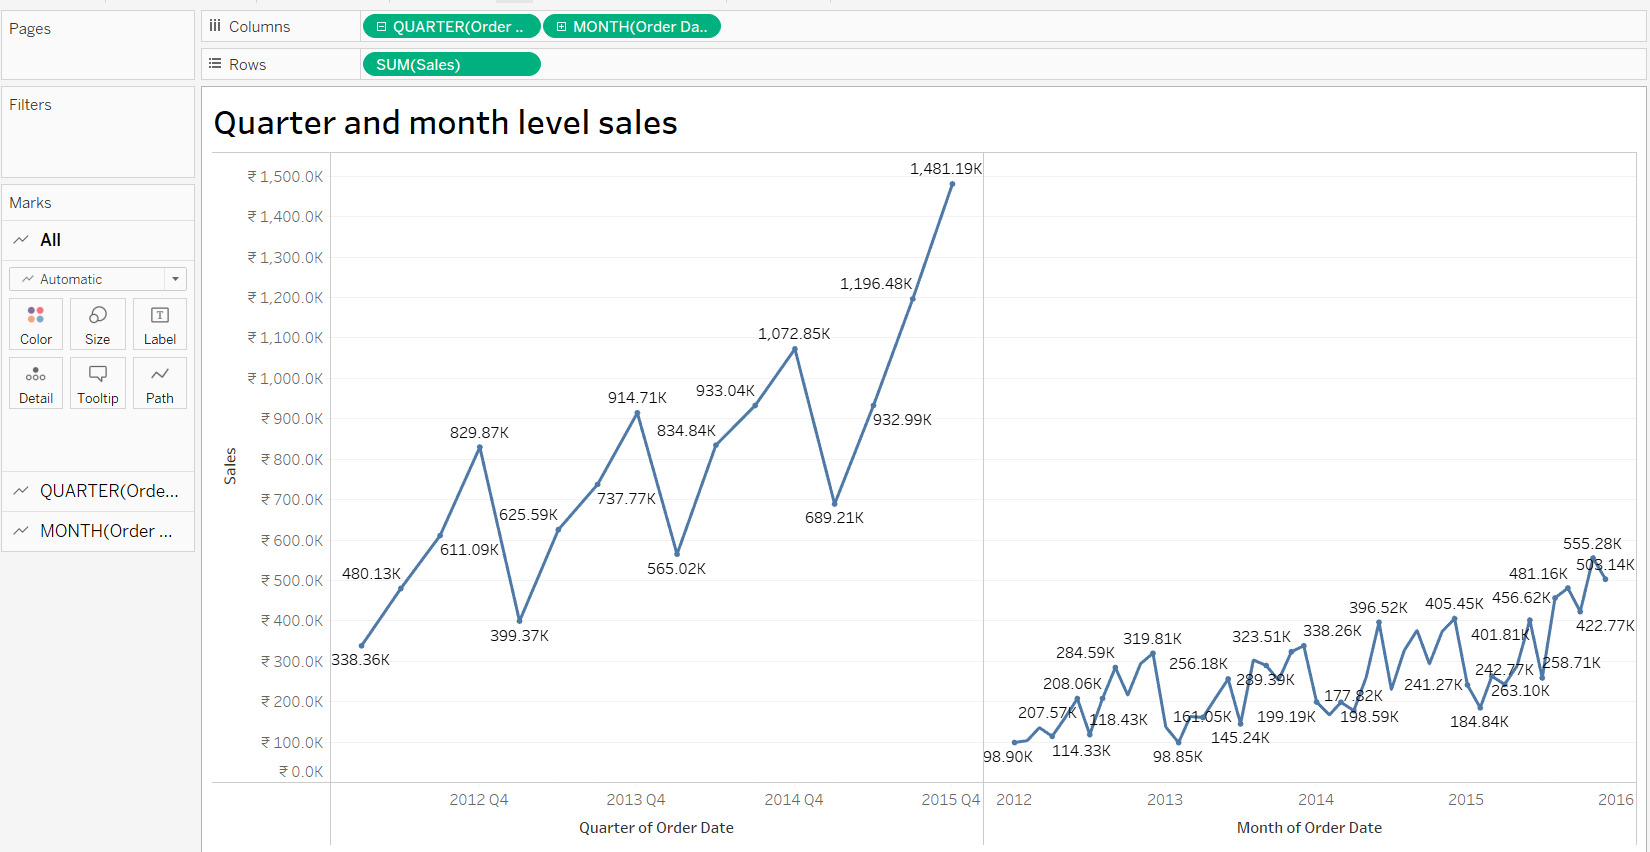 Pages
Columns
QUARTER(Order ..
MONTH(Order Da..
Rows
SUM(Sales)
Filters
Marks
All
Automatic
Color
Size
Label
Detail
Tooltip
Path
QUARTER(Orde...
MONTH(Order ...
Quarter and month level sales
Sales
₹ 1,500.0K
₹ 1,400.0K
₹ 1,300.0K
₹ 1,200.0K
₹ 1,100.0K
₹ 1,000.0K
₹ 900.0K
₹ 800.0K
₹ 700.0K
₹ 600.0K
₹ 500.0K
₹ 400.0K
₹ 300.0K
₹ 200.0K
₹ 100.0K
₹ 0.0K
338.36K
480.13K
611.09K
829.87K
399.37K
625.59K
737.77K
914.71K
565.02K
834.84K
933.04K
1,072.85K
689.21K
932.99K
1,196.48K
1,481.19K
98.90K
207.57K
114.33K
208.06K
284.59K
118.43K
319.81K
98.85K
161.05K
256.18K
145.24K
289.39K
323.51K
199.19K
338.26K
177.82K
198.59K
396.52K
241.27K
405.45K
184.84K
242.77K
263.10K
401.81K
258.71K
456.62K
481.16K
422.77K
555.28K
503.14K
2012 Q4
2013 Q4
2014 Q4
2015 Q4
Quarter of Order Date
2012
2013
2014
2015
2016
Month of Order Date